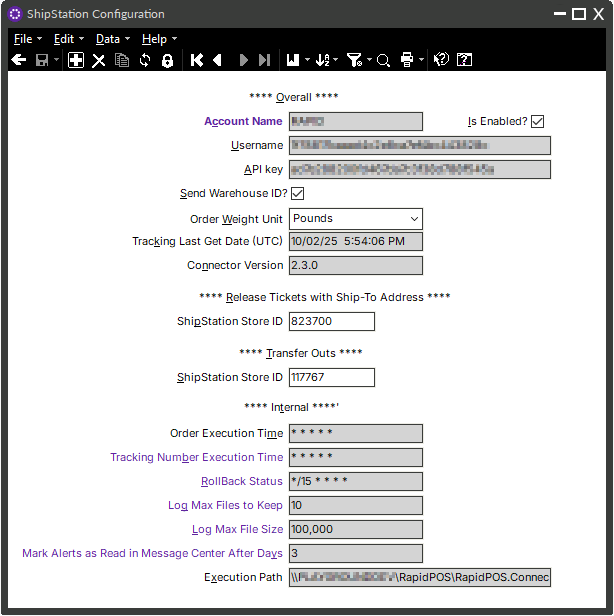 ShipStation Configuration
File Edit Data Help
**** Overall ****
Account Name Is Enabled?
Username
API key
Send Warehouse ID?
Order Weight Unit Pounds
Tracking Last Get Date (UTC) 10/02/25 5:54:06 PM
Connector Version 2.3.0
**** Release Tickets with Ship-To Address ****
ShipStation Store ID 823700
**** Transfer Outs ****
ShipStation Store ID 117767
**** Internal ****'
Order Execution Time * * * * *
Tracking Number Execution Time * * * * *
RollBack Status */15 * * * *
Log Max Files to Keep 10
Log Max File Size 100,000
Mark Alerts as Read in Message Center After Days 3
Execution Path \\ \RapidPOS\RapidPOS.Connec